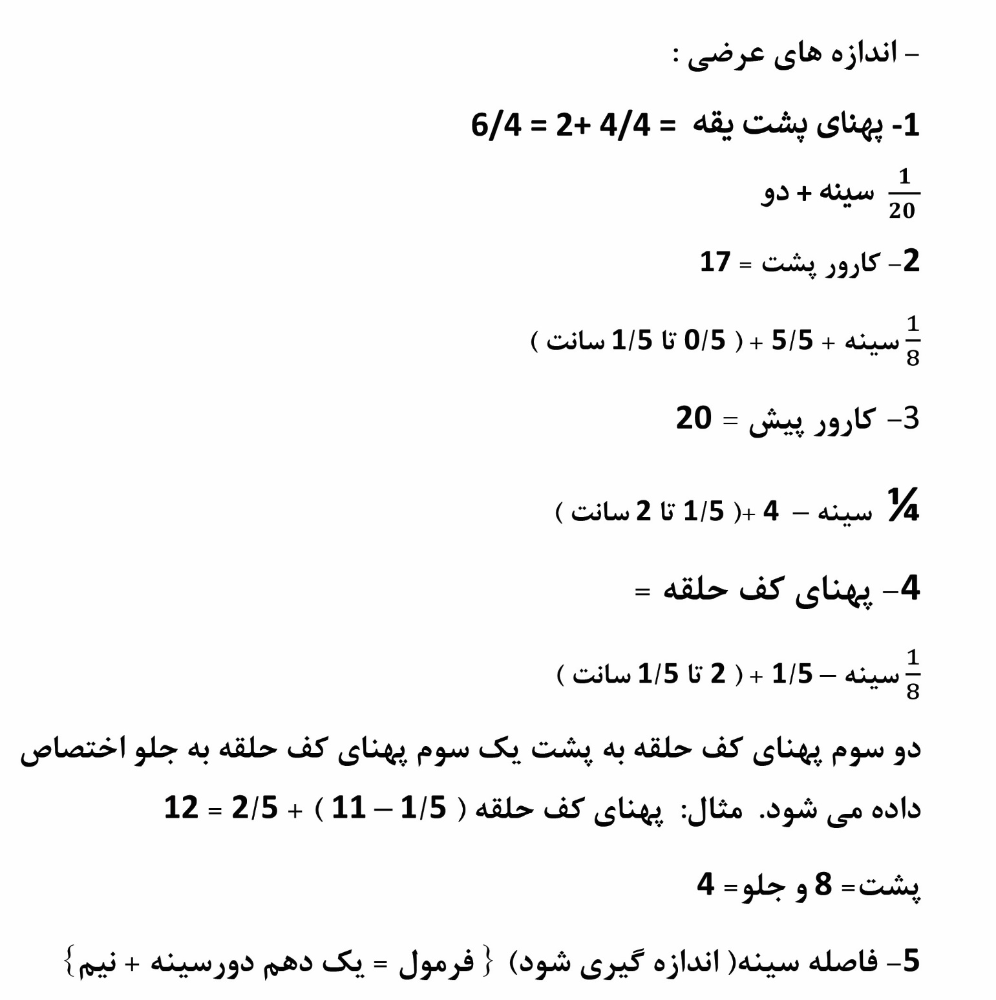 – اندازه های عرضی :
1- پهنای پشت یقه = 4/4 +2 = 6/4
1/20 سینه + دو
2– کارور پشت = 17
1/8 سینه + 5/5 + ( 0/5 تا 1/5 سانت )
3– کارور پیش = 20
¼ سینه – 4 +( 1/5 تا 2 سانت )
4– پهنای کف حلقه =
1/8 سینه – 1/5 + ( 2 تا 1/5 سانت )
دو سوم پهنای کف حلقه به پشت یک سوم پهنای کف حلقه به جلو اختصاص
داده می شود. مثال: پهنای کف حلقه ( 1/5 – 11 ) + 2/5 = 12
پشت= 8 و جلو= 4
5– فاصله سینه( اندازه گیری شود) { فرمول = یک دهم دورسینه + نیم}